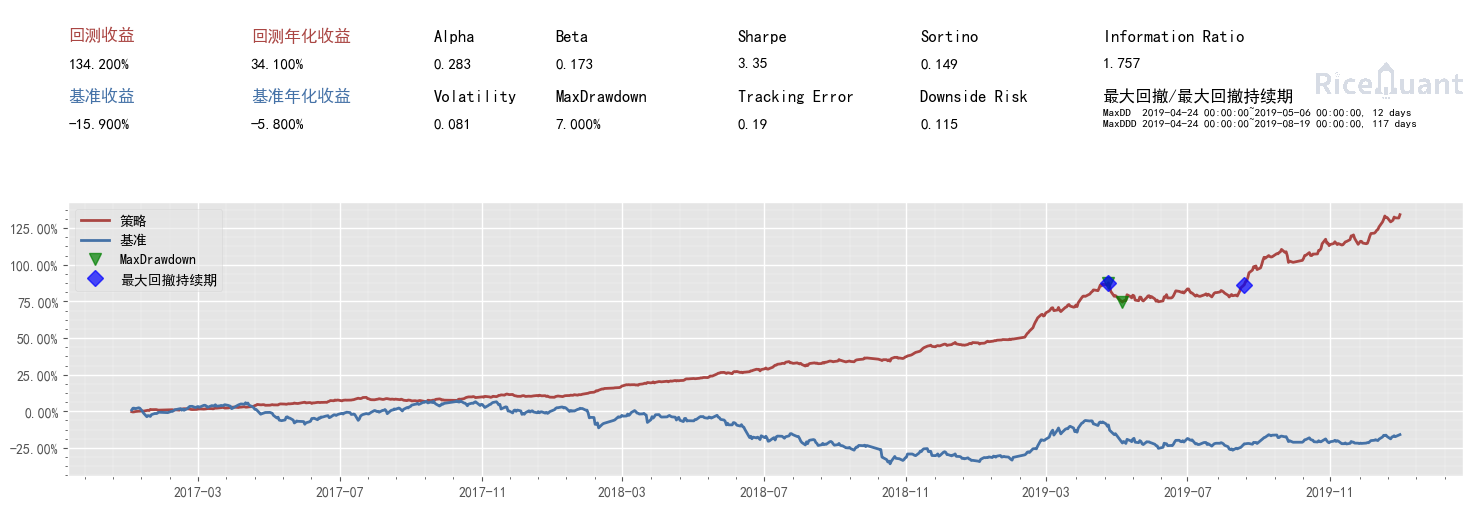 回测收益 回测年化收益 Alpha Beta Sharpe Sortino Information Ratio
134.200% 34.100% 0.283 0.173 3.35 0.149 1.757
RiceQuant
基准收益 基准年化收益 Volatility MaxDrawdown Tracking Error Downside Risk 最大回撤/最大回撤持续期
-15.900% -5.800% 0.081 7.000% 0.19 0.115
MaxDD 2019-04-24 00:00:00~2019-05-06 00:00:00, 12 days
MaxDDD 2019-04-24 00:00:00~2019-08-19 00:00:00, 117 days
策略
基准
MaxDrawdown
最大回撤持续期
125.00%
100.00%
75.00%
50.00%
25.00%
0.00%
-25.00%
2017-03 2017-07 2017-11 2018-03 2018-07 2018-11 2019-03 2019-07 2019-11